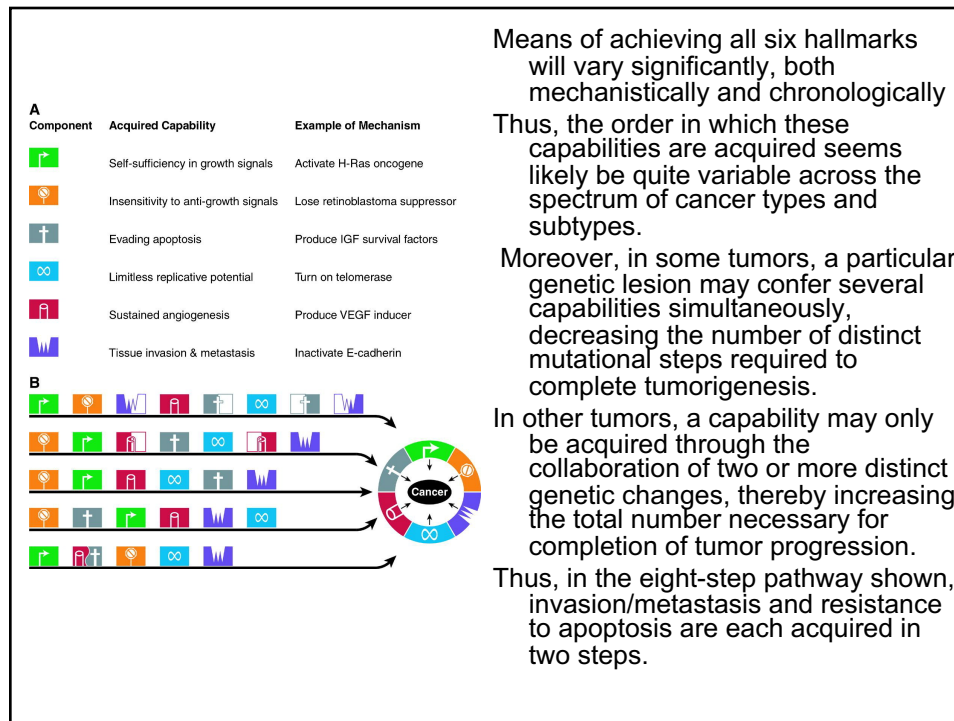 A
Component Acquired Capability Example of Mechanism
Self-sufficiency in growth signals Activate H-Ras oncogene
Insensitivity to anti-growth signals Lose retinoblastoma suppressor
Evading apoptosis Produce IGF survival factors
Limitless replicative potential Turn on telomerase
Sustained angiogenesis Produce VEGF inducer
Tissue invasion & metastasis Inactivate E-cadherin
B
Cancer
Means of achieving all six hallmarks
will vary significantly, both
mechanistically and chronologically
Thus, the order in which these
capabilities are acquired seems
likely be quite variable across the
spectrum of cancer types and
subtypes.
Moreover, in some tumors, a particular
genetic lesion may confer several
capabilities simultaneously,
decreasing the number of distinct
mutational steps required to
complete tumorigenesis.
In other tumors, a capability may only
be acquired through the
collaboration of two or more distinct
genetic changes, thereby increasing
the total number necessary for
completion of tumor progression.
Thus, in the eight-step pathway shown,
invasion/metastasis and resistance
to apoptosis are each acquired in
two steps.